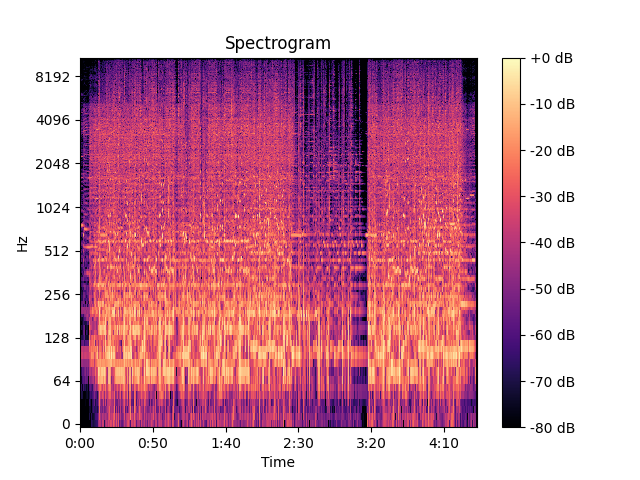 Spectrogram
Hz
8192
4096
2048
1024
512
256
128
64
0
0:00
0:50
1:40
2:30
3:20
4:10
Time
+0 dB
-10 dB
-20 dB
-30 dB
-40 dB
-50 dB
-60 dB
-70 dB
-80 dB